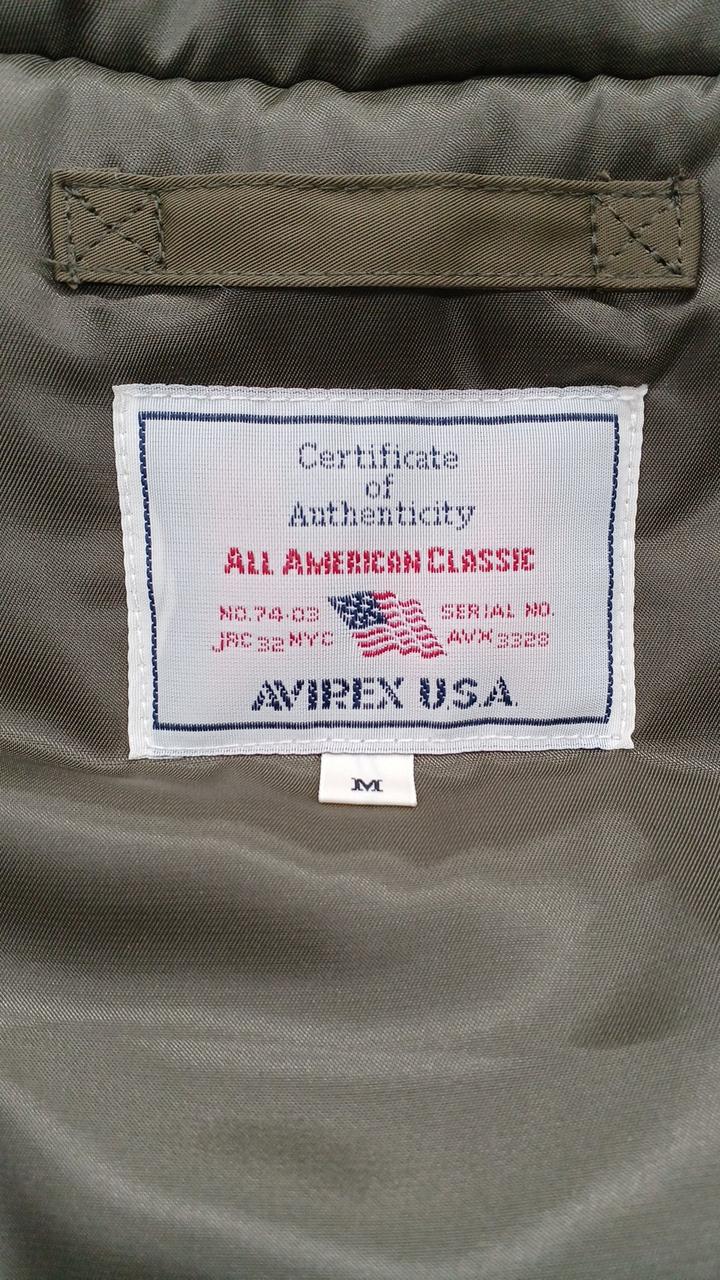 Certificate
of
Authenticity
ALL AMERICAN CLASSIC
NO.74-03 SERIAL NO.
JRC 32 NYC AVX 3328
AVIREX U.S.A.
M